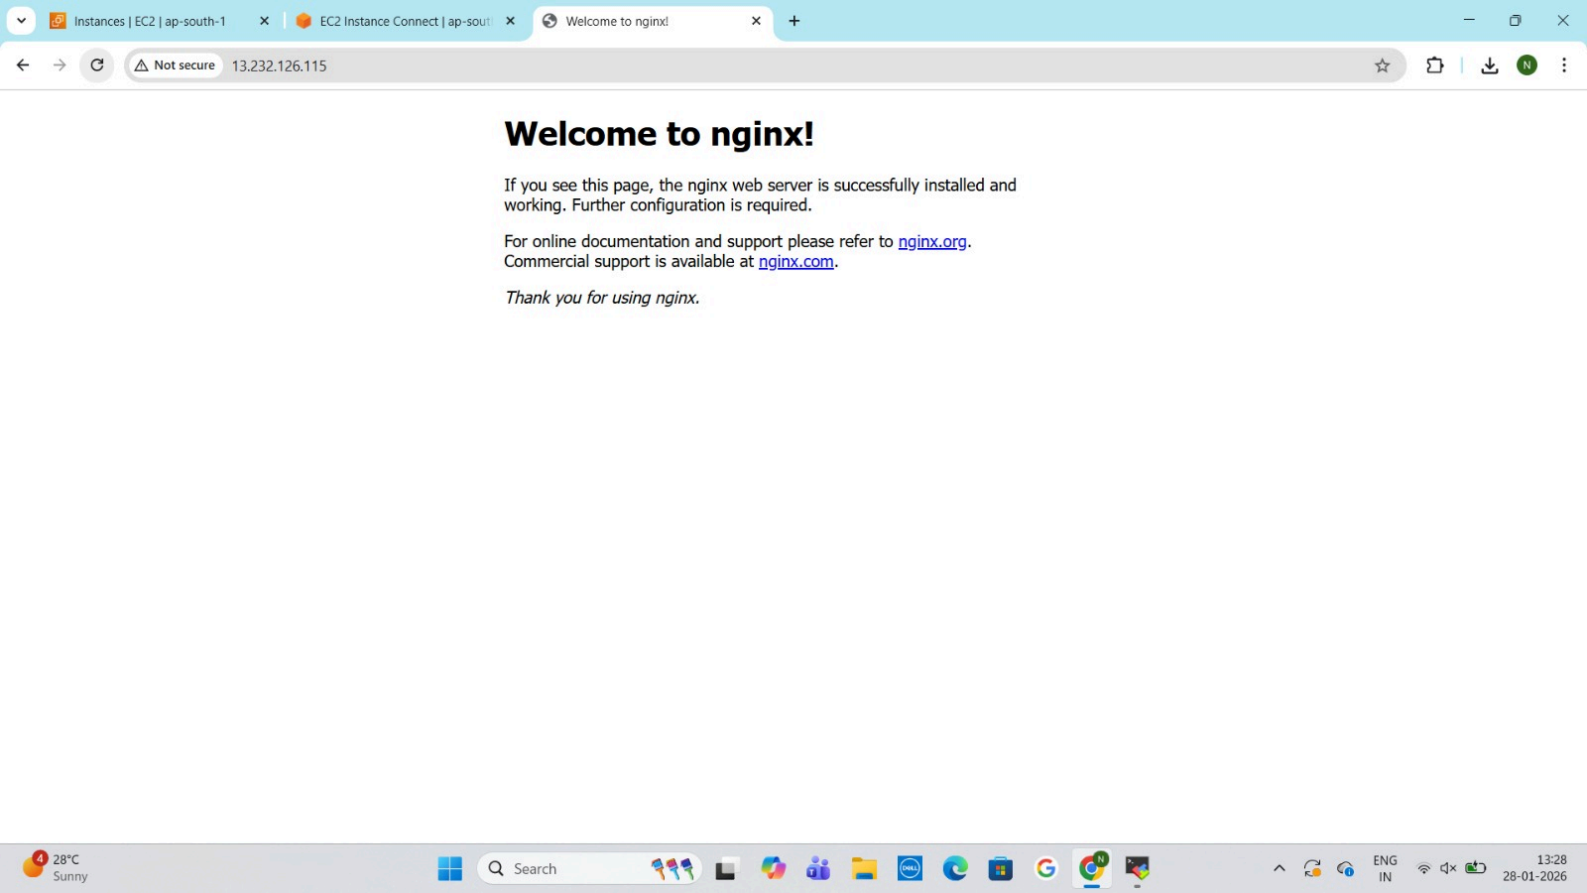 Instances | EC2 | ap-south-1
EC2 Instance Connect | ap-sout
Welcome to nginx!
Not secure
13.232.126.115
N
Welcome to nginx!
If you see this page, the nginx web server is successfully installed and
working. Further configuration is required.
For online documentation and support please refer to nginx.org.
Commercial support is available at nginx.com.
Thank you for using nginx.
4
28°C
Sunny
Search
DELL
G
N
ENG
IN
13:28
28-01-2026